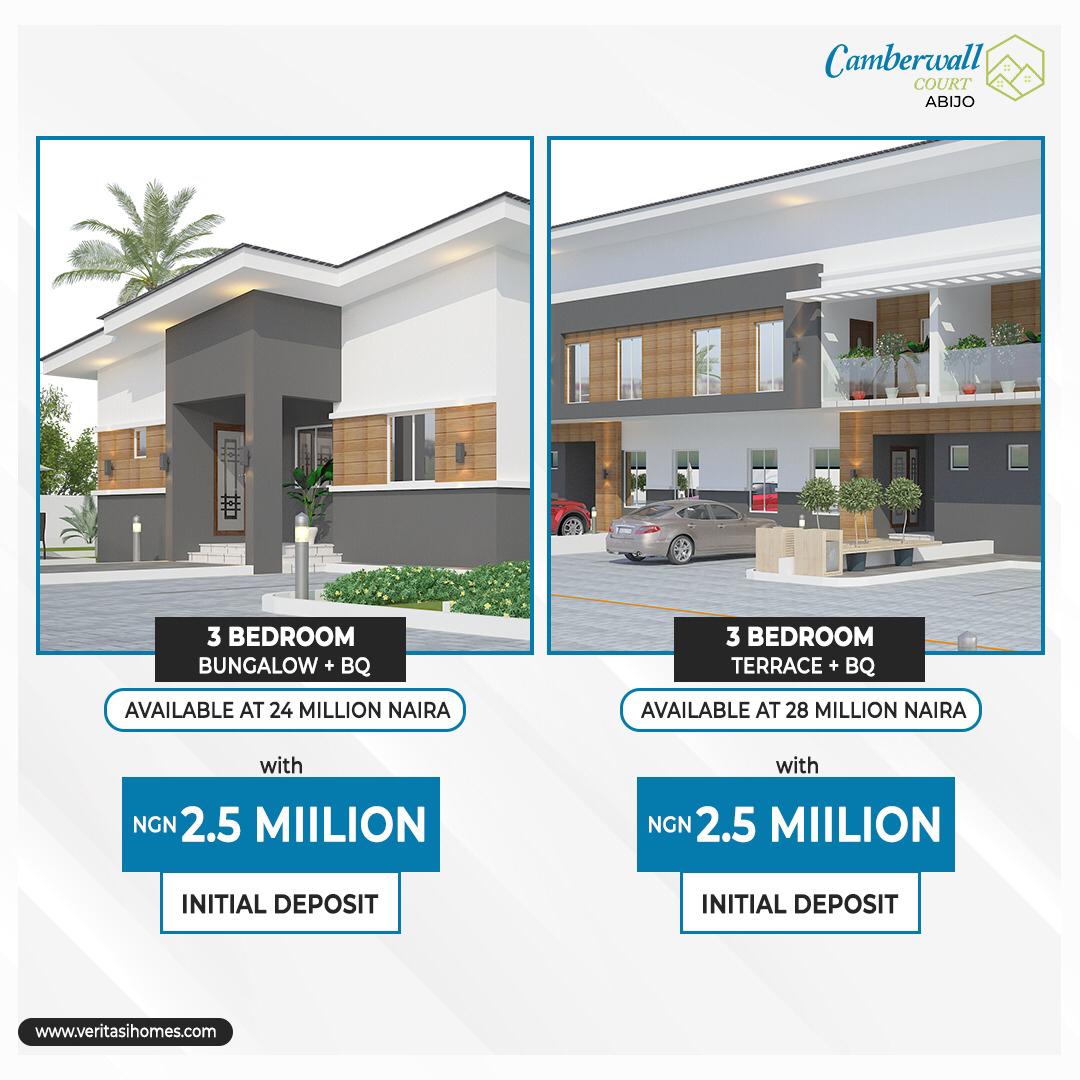 Camberwall
COURT
ABIJO
3 BEDROOM
BUNGALOW + BQ
AVAILABLE AT 24 MILLION NAIRA
with
NGN 2.5 MIILION
INITIAL DEPOSIT
3 BEDROOM
TERRACE + BQ
AVAILABLE AT 28 MILLION NAIRA
with
NGN 2.5 MIILION
INITIAL DEPOSIT
www.veritasihomes.com